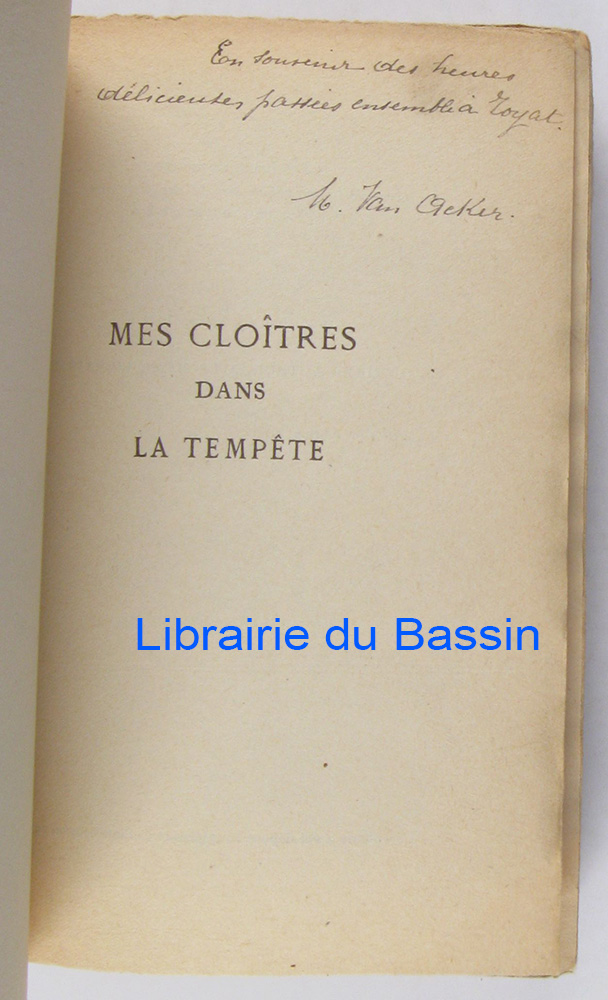 En souvenir des heures
délicieuses passées ensemble à Royat.
M. Van Acker.
MES CLOÎTRES
DANS
LA TEMPÊTE
Librairie du Bassin